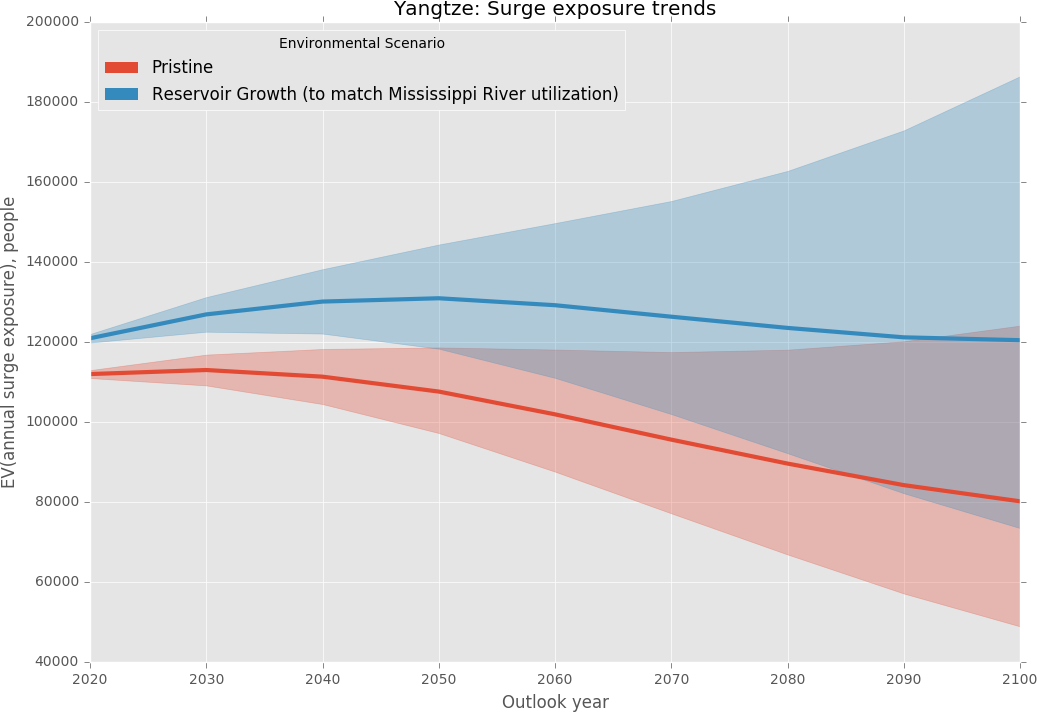 Yangtze: Surge exposure trends
Environmental Scenario
Pristine
Reservoir Growth (to match Mississippi River utilization)
EV(annual surge exposure), people
200000
180000
160000
140000
120000
100000
80000
60000
40000
2020 2030 2040 2050 2060 2070 2080 2090 2100
Outlook year